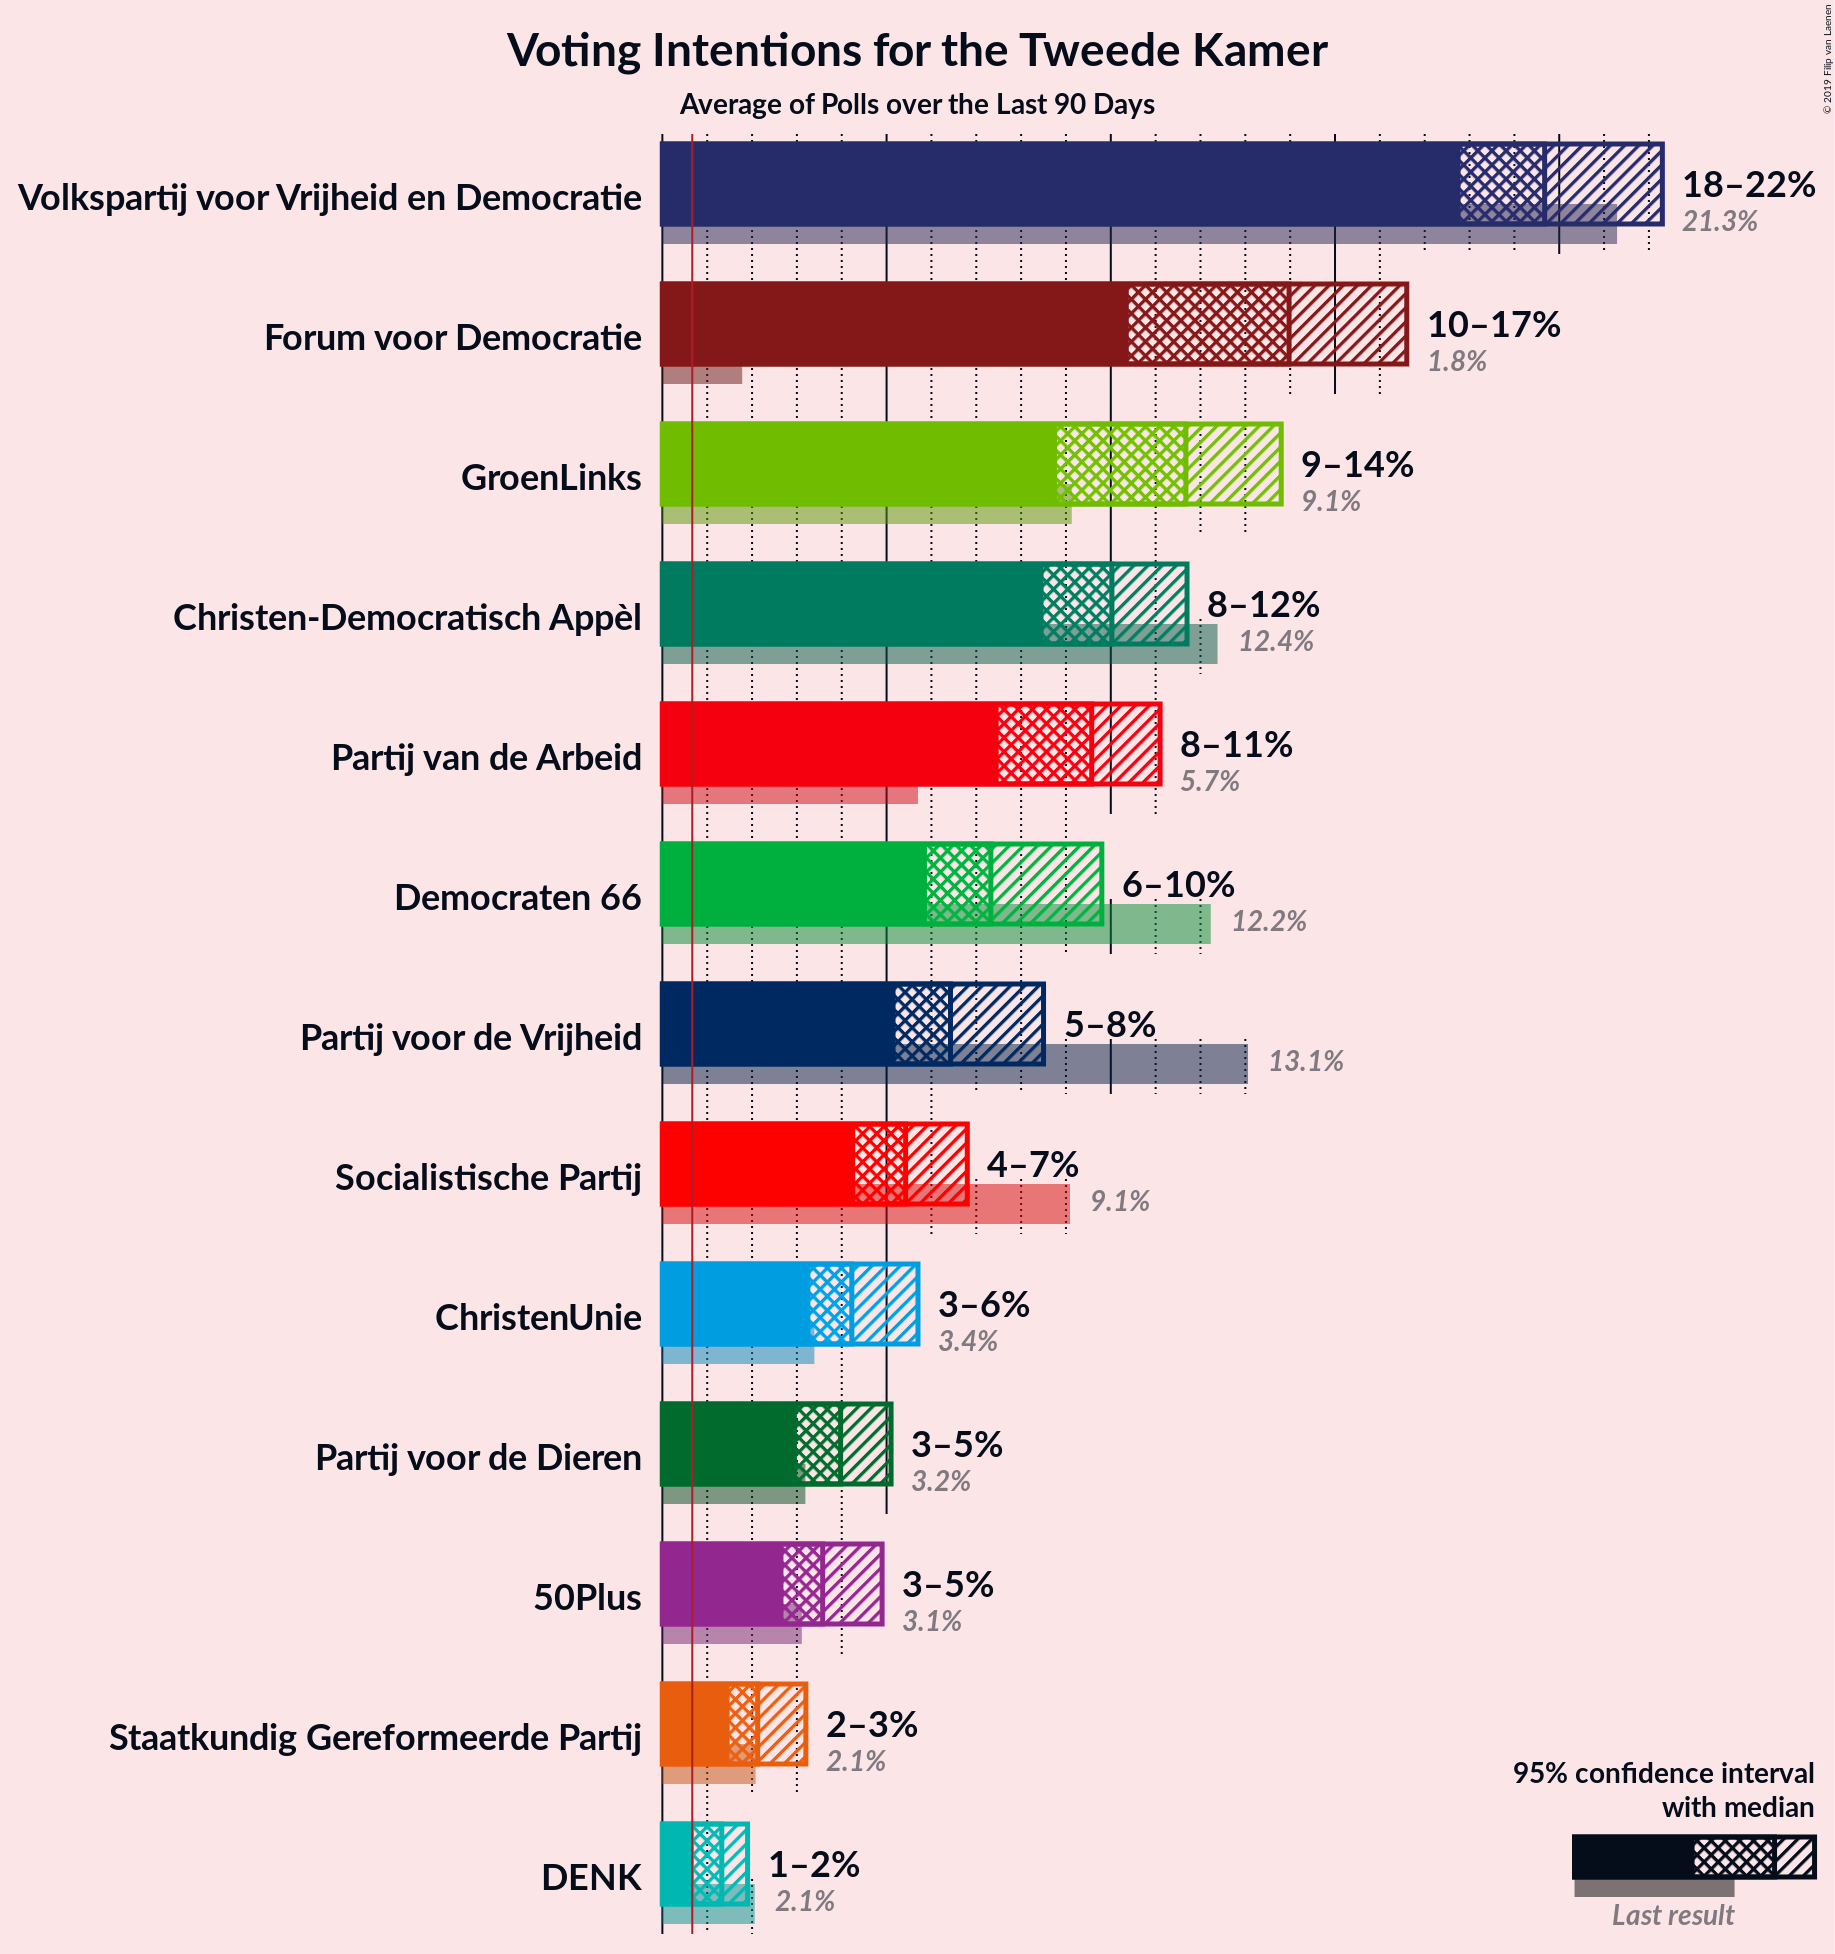 Voting Intentions for the Tweede Kamer
Average of Polls over the Last 90 Days
© 2019 Filip van Laenen
Volkspartij voor Vrijheid en Democratie
18–22%
21.3%
Forum voor Democratie
10–17%
1.8%
GroenLinks
9–14%
9.1%
Christen-Democratisch Appèl
8–12%
12.4%
Partij van de Arbeid
8–11%
5.7%
Democraten 66
6–10%
12.2%
Partij voor de Vrijheid
5–8%
13.1%
Socialistische Partij
4–7%
9.1%
ChristenUnie
3–6%
3.4%
Partij voor de Dieren
3–5%
3.2%
50Plus
3–5%
3.1%
Staatkundig Gereformeerde Partij
2–3%
2.1%
DENK
1–2%
2.1%
95% confidence interval
with median
Last result